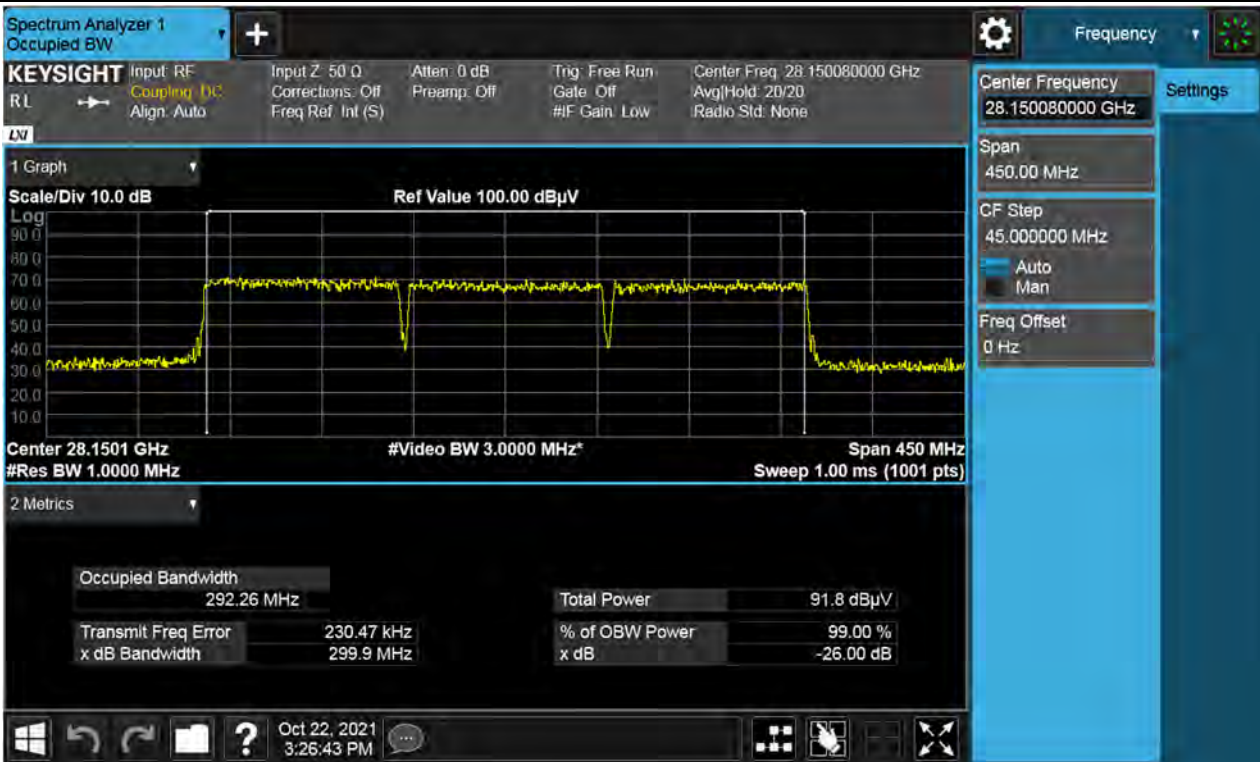 Spectrum Analyzer 1
Occupied BW
+
Frequency
KEYSIGHT
RL
LXI
Input: RF
Coupling: DC
Align: Auto
Input Z: 50 Ω
Corrections: Off
Freq Ref: Int (S)
Atten: 0 dB
Preamp: Off
Trig: Free Run
Gate: Off
#IF Gain: Low
Center Freq: 28.150080000 GHz
Avg|Hold: 20/20
Radio Std: None
Center Frequency
28.150080000 GHz
Settings
Span
450.00 MHz
CF Step
45.000000 MHz
Auto
Man
Freq Offset
0 Hz
1 Graph
Scale/Div 10.0 dB
Ref Value 100.00 dBµV
Log
90.0
80.0
70.0
60.0
50.0
40.0
30.0
20.0
10.0
Center 28.1501 GHz
#Video BW 3.0000 MHz*
Span 450 MHz
#Res BW 1.0000 MHz
Sweep 1.00 ms (1001 pts)
2 Metrics
Occupied Bandwidth
292.26 MHz
Total Power 91.8 dBµV
Transmit Freq Error 230.47 kHz
% of OBW Power 99.00 %
x dB Bandwidth 299.9 MHz
x dB -26.00 dB
?
Oct 22, 2021
3:26:43 PM